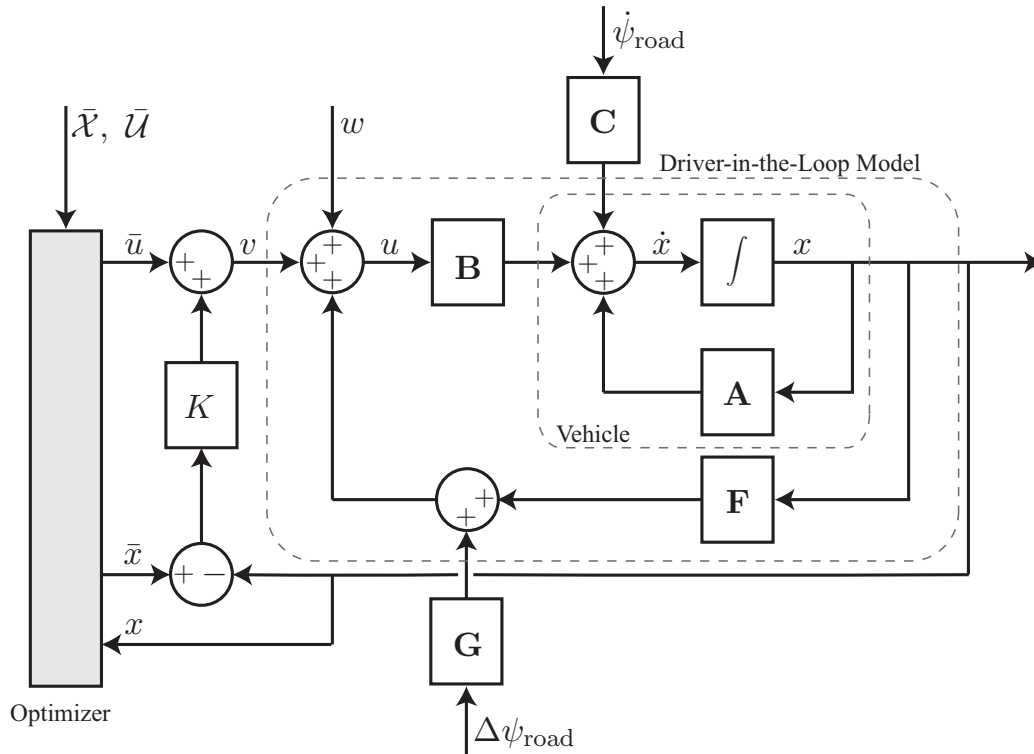 ψ̇_road
C
𝒳̄, 𝒰̄
w
Driver-in-the-Loop Model
ū
+
+
v
+
+
+
u
B
+
+
+
ẋ
∫
x
K
A
Vehicle
+
+
F
x̄
+ −
x
G
Optimizer
Δψ_road